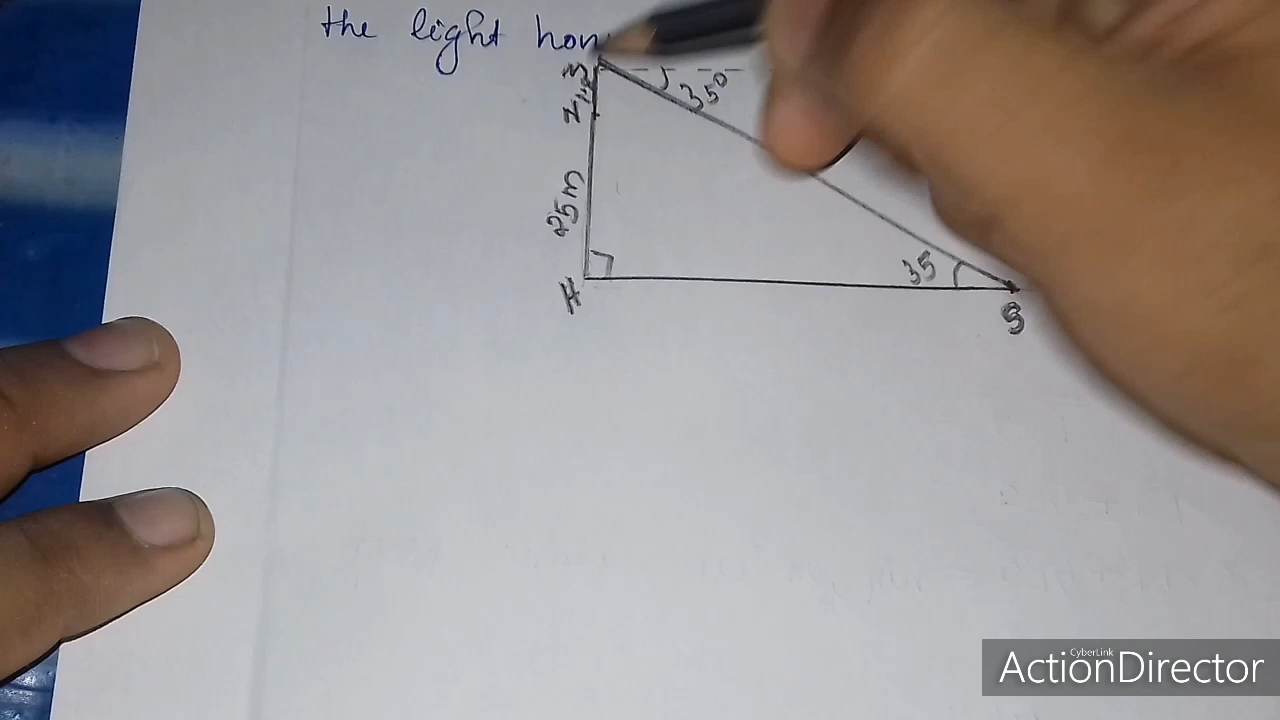 the light hou
35°
25m
35
H
S
CyberLink
ActionDirector